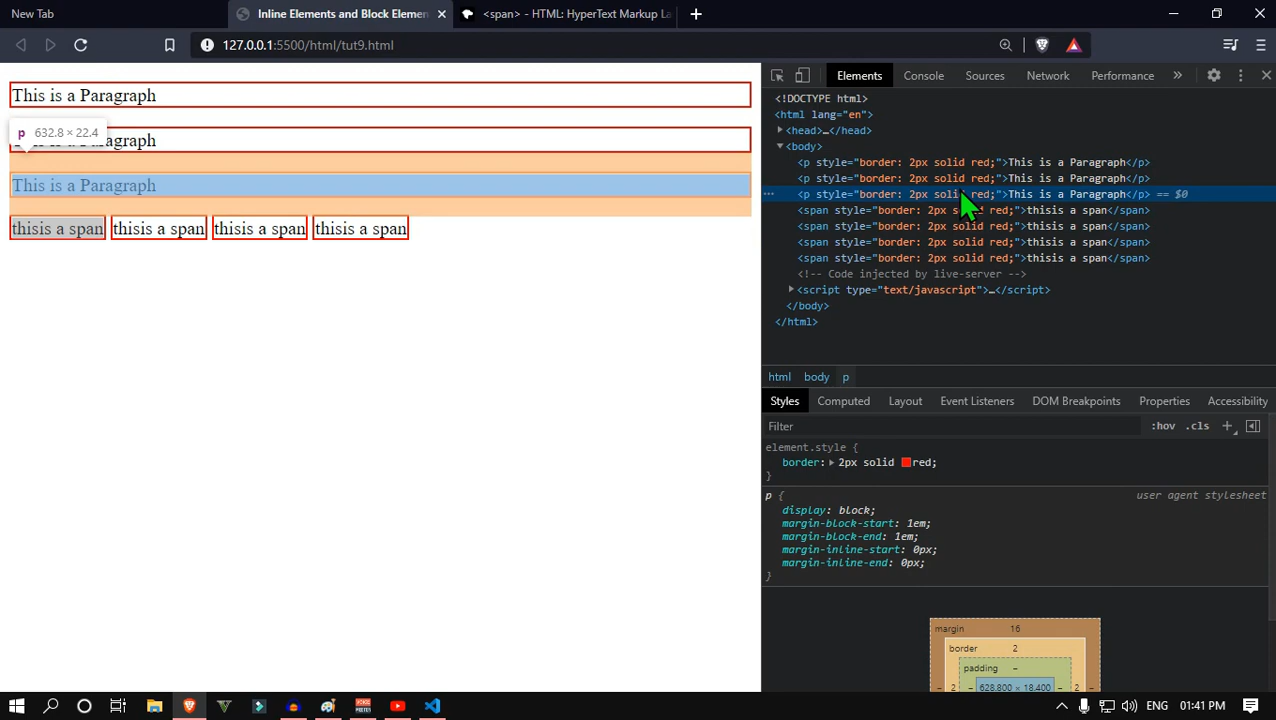 New Tab
Inline Elements and Block Elemen
<span> - HTML: HyperText Markup La
127.0.0.1:5500/html/tut9.html
This is a Paragraph
p 632.8 × 22.4
This is a Paragraph
This is a Paragraph
thisis a span thisis a span thisis a span thisis a span
Elements Console Sources Network Performance
<!DOCTYPE html>
<html lang="en">
<head>…</head>
<body>
<p style="border: 2px solid red;">This is a Paragraph</p>
<p style="border: 2px solid red;">This is a Paragraph</p>
<p style="border: 2px solid red;">This is a Paragraph</p> == $0
<span style="border: 2px solid red;">thisis a span</span>
<span style="border: 2px solid red;">thisis a span</span>
<span style="border: 2px solid red;">thisis a span</span>
<span style="border: 2px solid red;">thisis a span</span>
<!-- Code injected by live-server -->
<script type="text/javascript">…</script>
</body>
</html>
html body p
Styles Computed Layout Event Listeners DOM Breakpoints Properties Accessibility
Filter :hov .cls
element.style {
border: 2px solid red;
}
p { user agent stylesheet
display: block;
margin-block-start: 1em;
margin-block-end: 1em;
margin-inline-start: 0px;
margin-inline-end: 0px;
}
margin 16
border 2
padding –
– 2 – 628.800 × 18.400 – 2 –
ENG 01:41 PM